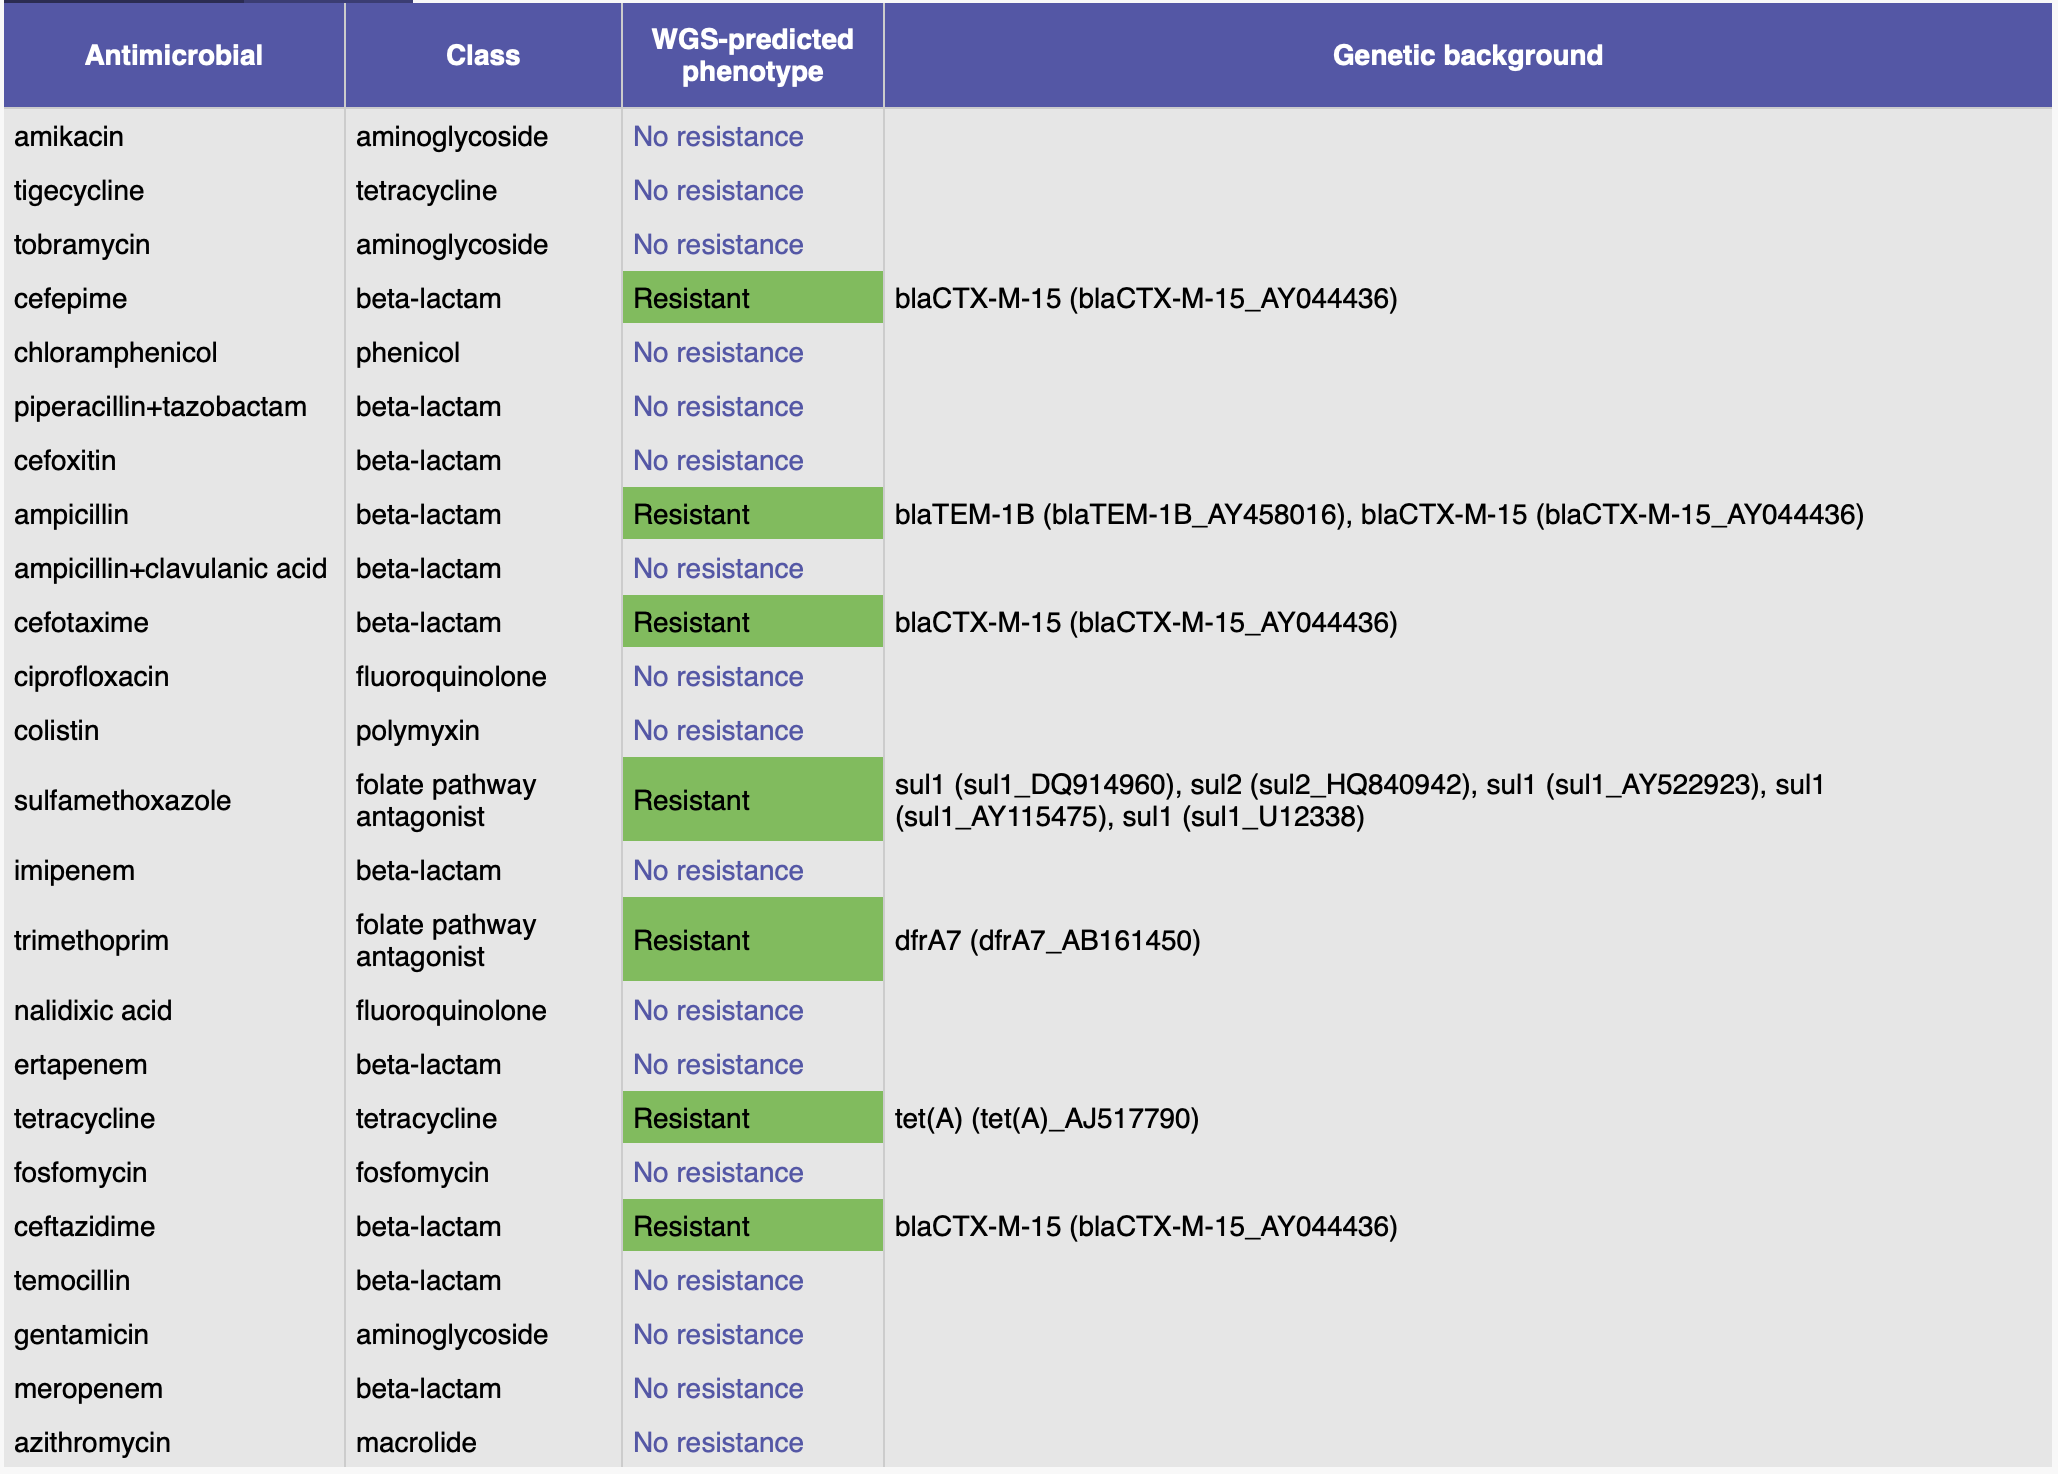 Antimicrobial Class WGS-predicted phenotype Genetic background
amikacin aminoglycoside No resistance
tigecycline tetracycline No resistance
tobramycin aminoglycoside No resistance
cefepime beta-lactam Resistant blaCTX-M-15 (blaCTX-M-15_AY044436)
chloramphenicol phenicol No resistance
piperacillin+tazobactam beta-lactam No resistance
cefoxitin beta-lactam No resistance
ampicillin beta-lactam Resistant blaTEM-1B (blaTEM-1B_AY458016), blaCTX-M-15 (blaCTX-M-15_AY044436)
ampicillin+clavulanic acid beta-lactam No resistance
cefotaxime beta-lactam Resistant blaCTX-M-15 (blaCTX-M-15_AY044436)
ciprofloxacin fluoroquinolone No resistance
colistin polymyxin No resistance
sulfamethoxazole folate pathway antagonist Resistant sul1 (sul1_DQ914960), sul2 (sul2_HQ840942), sul1 (sul1_AY522923), sul1
(sul1_AY115475), sul1 (sul1_U12338)
imipenem beta-lactam No resistance
trimethoprim folate pathway antagonist Resistant dfrA7 (dfrA7_AB161450)
nalidixic acid fluoroquinolone No resistance
ertapenem beta-lactam No resistance
tetracycline tetracycline Resistant tet(A) (tet(A)_AJ517790)
fosfomycin fosfomycin No resistance
ceftazidime beta-lactam Resistant blaCTX-M-15 (blaCTX-M-15_AY044436)
temocillin beta-lactam No resistance
gentamicin aminoglycoside No resistance
meropenem beta-lactam No resistance
azithromycin macrolide No resistance